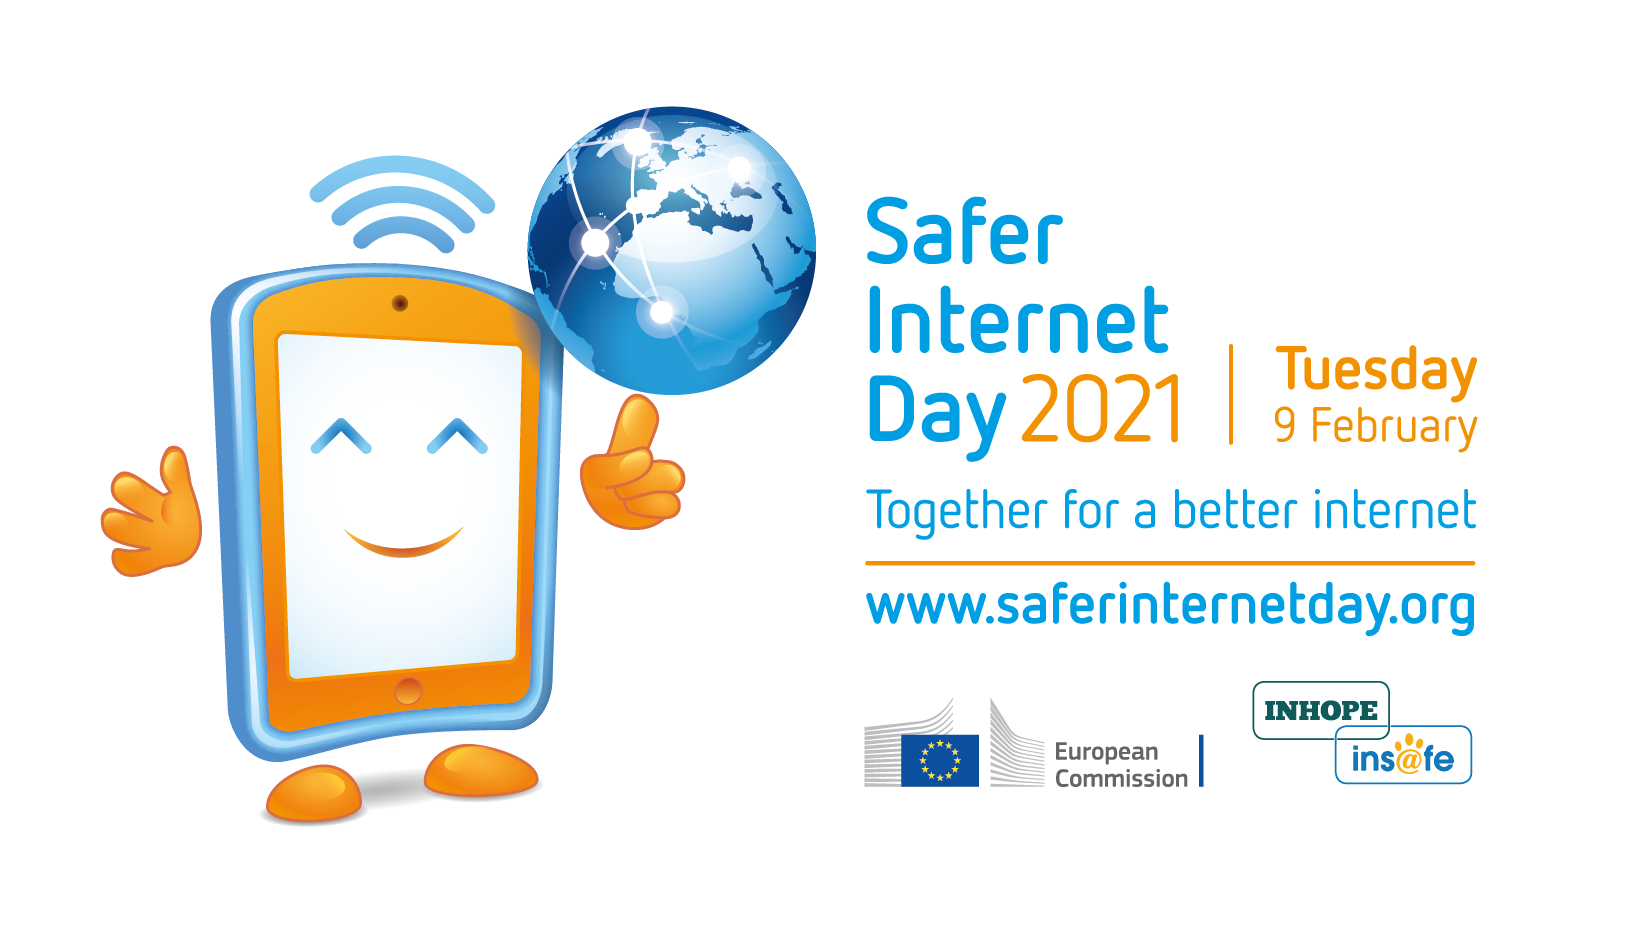 Safer
Internet
Day 2021
Tuesday
9 February
Together for a better internet
www.saferinternetday.org
European
Commission
INHOPE
ins@fe